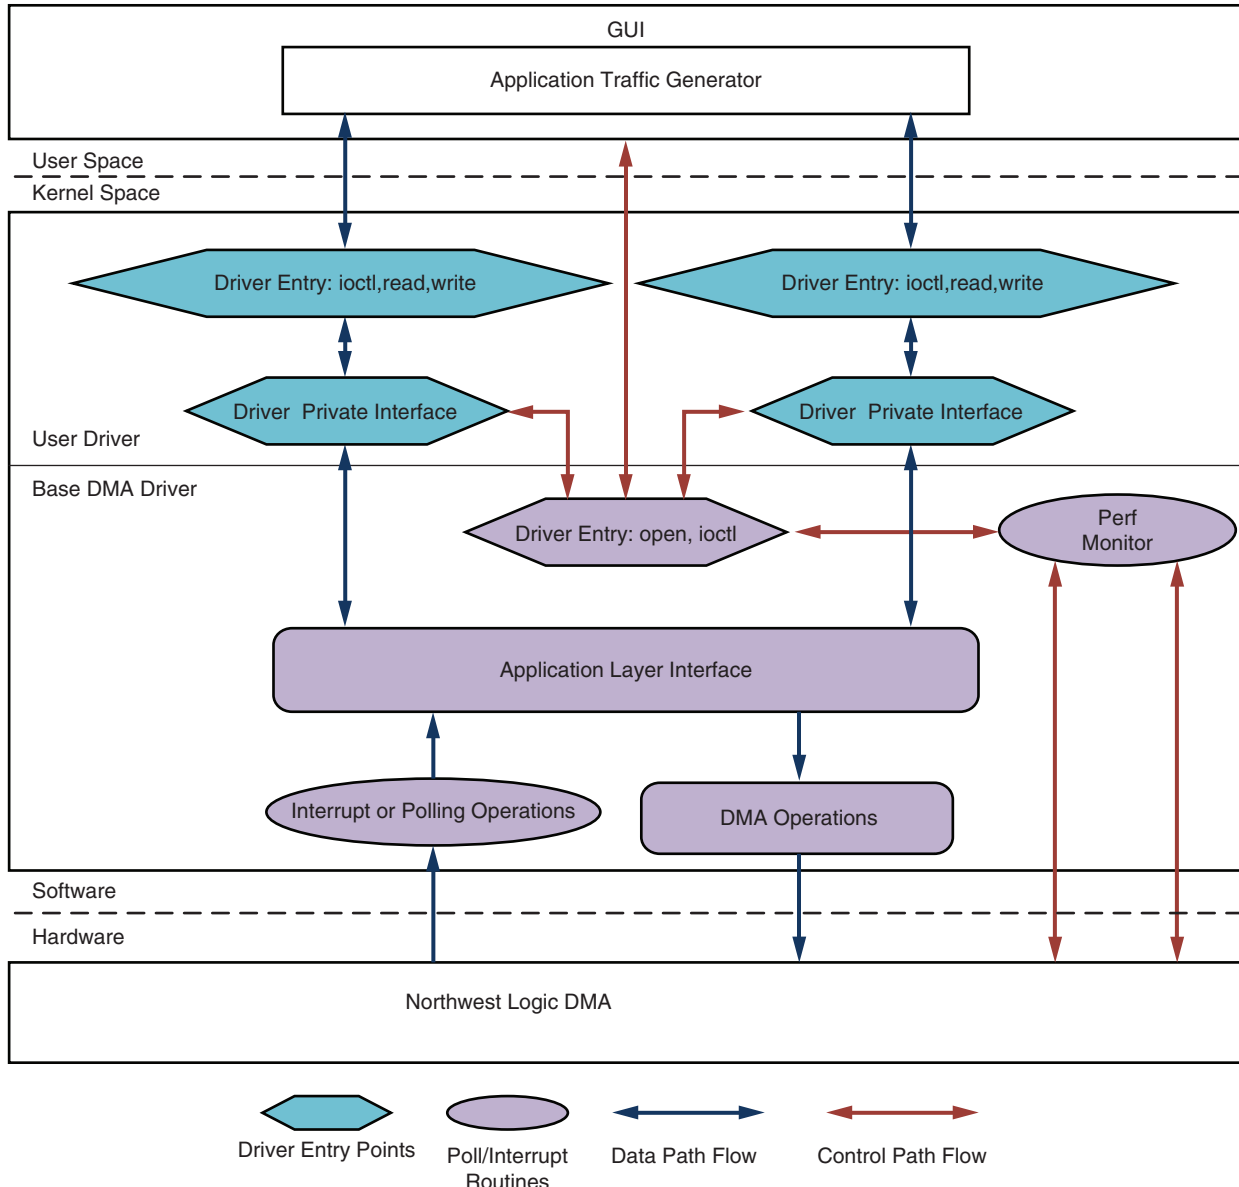 GUI
Application Traffic Generator
User Space
Kernel Space
Driver Entry: ioctl,read,write
Driver Entry: ioctl,read,write
Driver Private Interface
Driver Private Interface
User Driver
Base DMA Driver
Driver Entry: open, ioctl
Perf
Monitor
Application Layer Interface
Interrupt or Polling Operations
DMA Operations
Software
Hardware
Northwest Logic DMA
Driver Entry Points
Poll/Interrupt
Routines
Data Path Flow
Control Path Flow